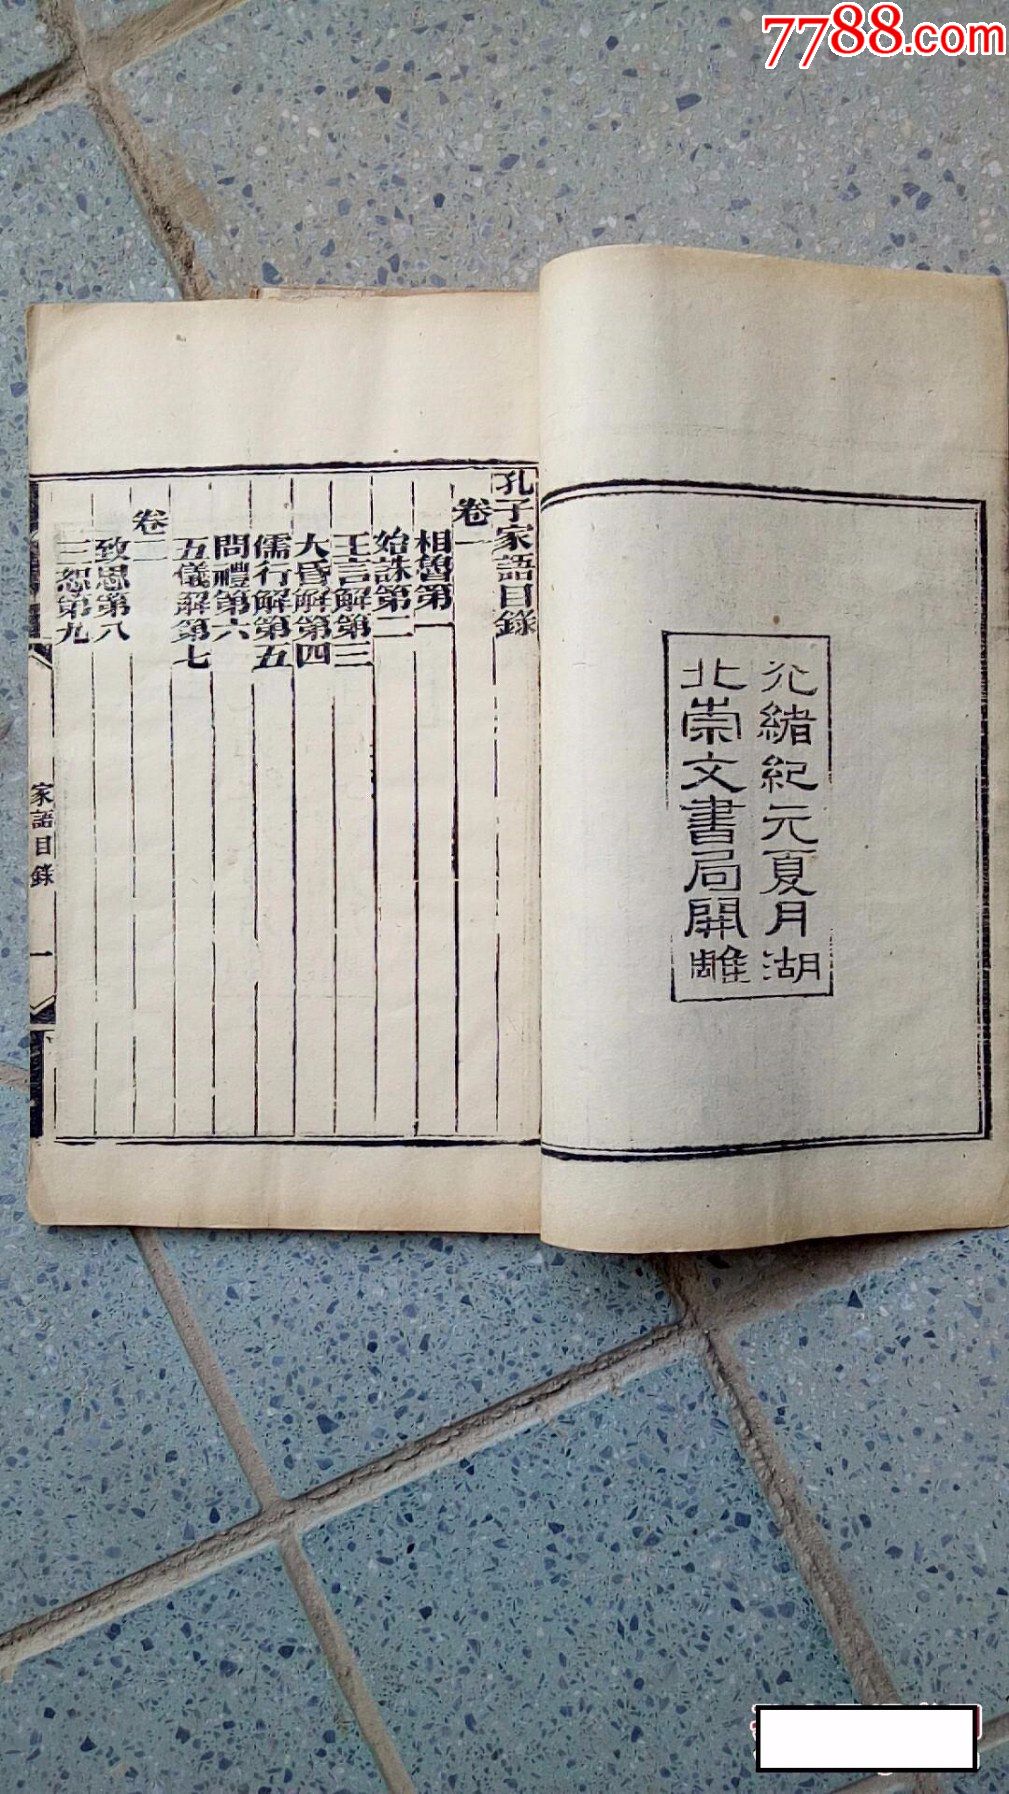 7788.com
光緒紀元夏月湖
北崇文書局開雕
孔子家語目錄
卷一
相魯第一
始誅第二
王言解第三
大昏解第四
儒行解第五
問禮第六
五儀解第七
卷二
致思第八
三恕第九
家語目錄
一